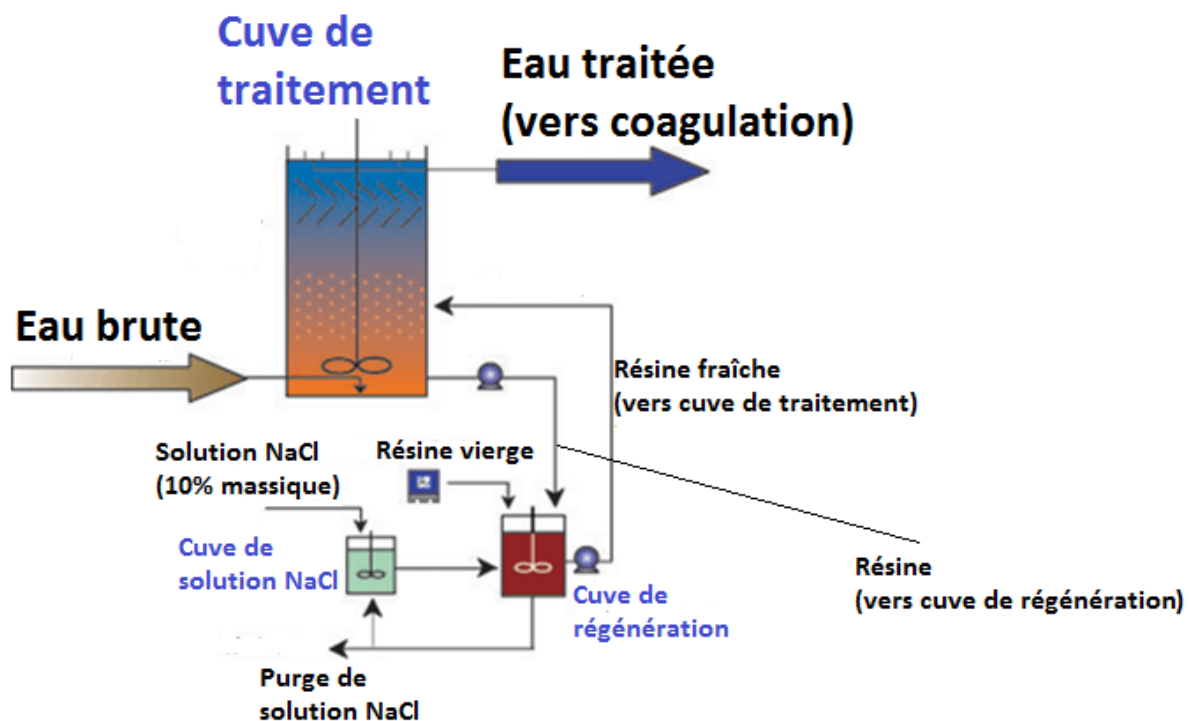 Cuve de
traitement
Eau traitée
(vers coagulation)
Eau brute
Résine fraîche
(vers cuve de traitement)
Solution NaCl
(10% massique)
Résine vierge
Cuve de
solution NaCl
Cuve de
régénération
Résine
(vers cuve de régénération)
Purge de
solution NaCl